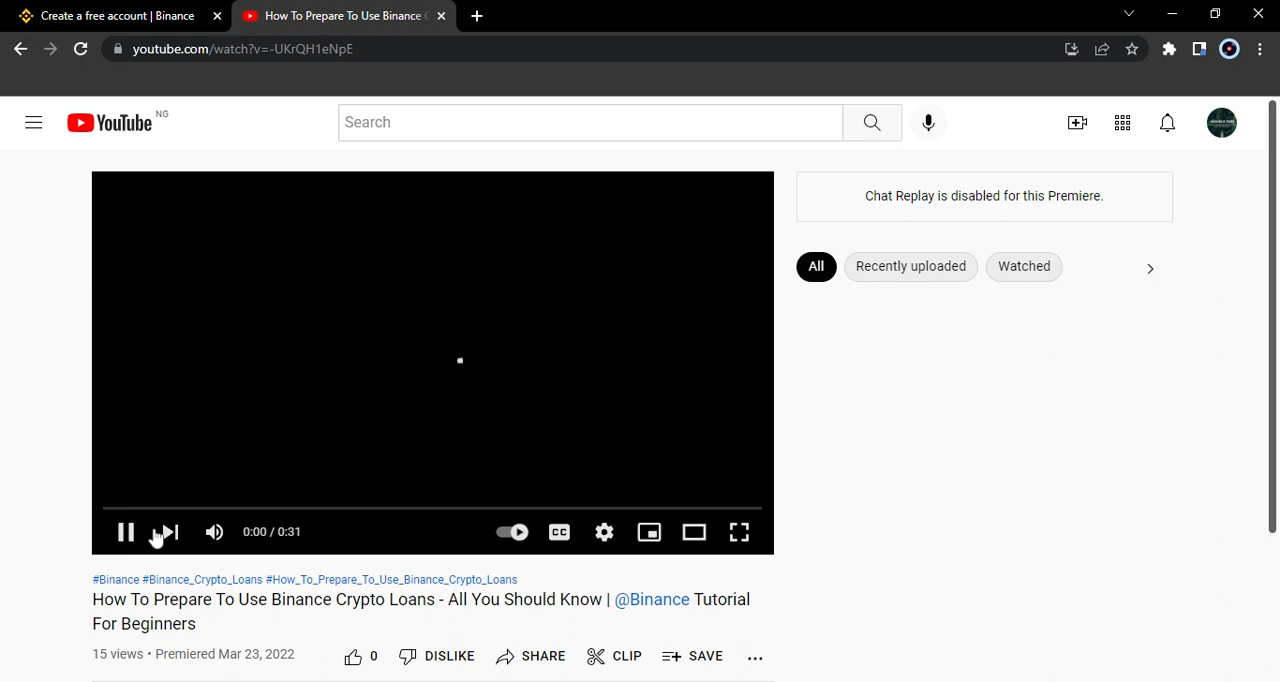 Create a free account | Binance
How To Prepare To Use Binance
youtube.com/watch?v=-UKrQH1eNpE
YouTube NG
Search
Chat Replay is disabled for this Premiere.
All Recently uploaded Watched
0:00 / 0:31
CC
#Binance #Binance_Crypto_Loans #How_To_Prepare_To_Use_Binance_Crypto_Loans
How To Prepare To Use Binance Crypto Loans - All You Should Know | @Binance Tutorial
For Beginners
15 views • Premiered Mar 23, 2022
0 DISLIKE SHARE CLIP SAVE ...